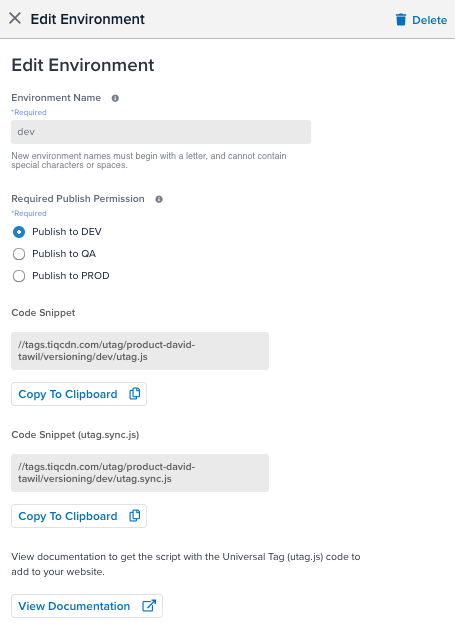 Edit Environment
Delete
Edit Environment
Environment Name
*Required
dev
New environment names must begin with a letter, and cannot contain
special characters or spaces.
Required Publish Permission
*Required
Publish to DEV
Publish to QA
Publish to PROD
Code Snippet
//tags.tiqcdn.com/utag/product-david-
tawil/versioning/dev/utag.js
Copy To Clipboard
Code Snippet (utag.sync.js)
//tags.tiqcdn.com/utag/product-david-
tawil/versioning/dev/utag.sync.js
Copy To Clipboard
View documentation to get the script with the Universal Tag (utag.js) code to
add to your website.
View Documentation